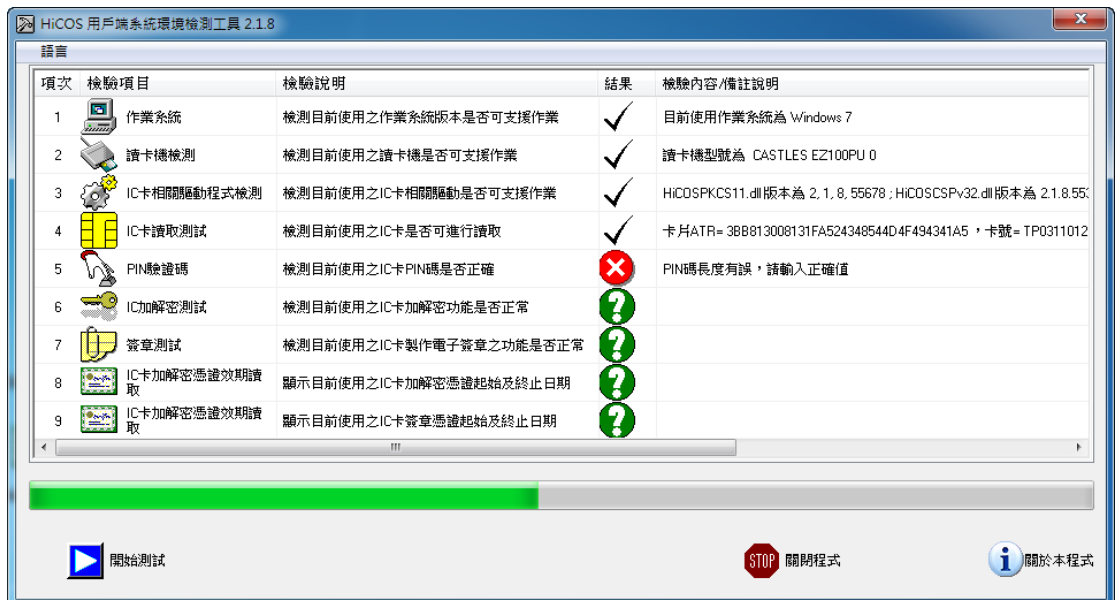 HiCOS 用戶端系統環境檢測工具 2.1.8
語言
項次 檢驗項目 檢驗說明 結果 檢驗內容/備註說明
1 作業系統 檢測目前使用之作業系統版本是否可支援作業 目前使用作業系統為 Windows 7
2 讀卡機檢測 檢測目前使用之讀卡機是否可支援作業 讀卡機型號為 CASTLES EZ100PU 0
3 IC卡相關驅動程式檢測 檢測目前使用之IC卡相關驅動是否可支援作業 HiCOSPKCS11.dll版本為 2, 1, 8, 55678 ; HiCOSCSPv32.dll版本為 2.1.8.553
4 IC卡讀取測試 檢測目前使用之IC卡是否可進行讀取 卡片ATR= 3BB813008131FA524348544D4F494341A5 ，卡號= TP0311012
5 PIN驗證碼 檢測目前使用之IC卡PIN碼是否正確 PIN碼長度有誤，請輸入正確值
6 IC加解密測試 檢測目前使用之IC卡加解密功能是否正常
7 簽章測試 檢測目前使用之IC卡製作電子簽章之功能是否正常
8 IC卡加解密憑證效期讀
取 顯示目前使用之IC卡加解密憑證起始及終止日期
9 IC卡加解密憑證效期讀
取 顯示目前使用之IC卡簽章憑證起始及終止日期
開始測試 STOP 關閉程式 關於本程式